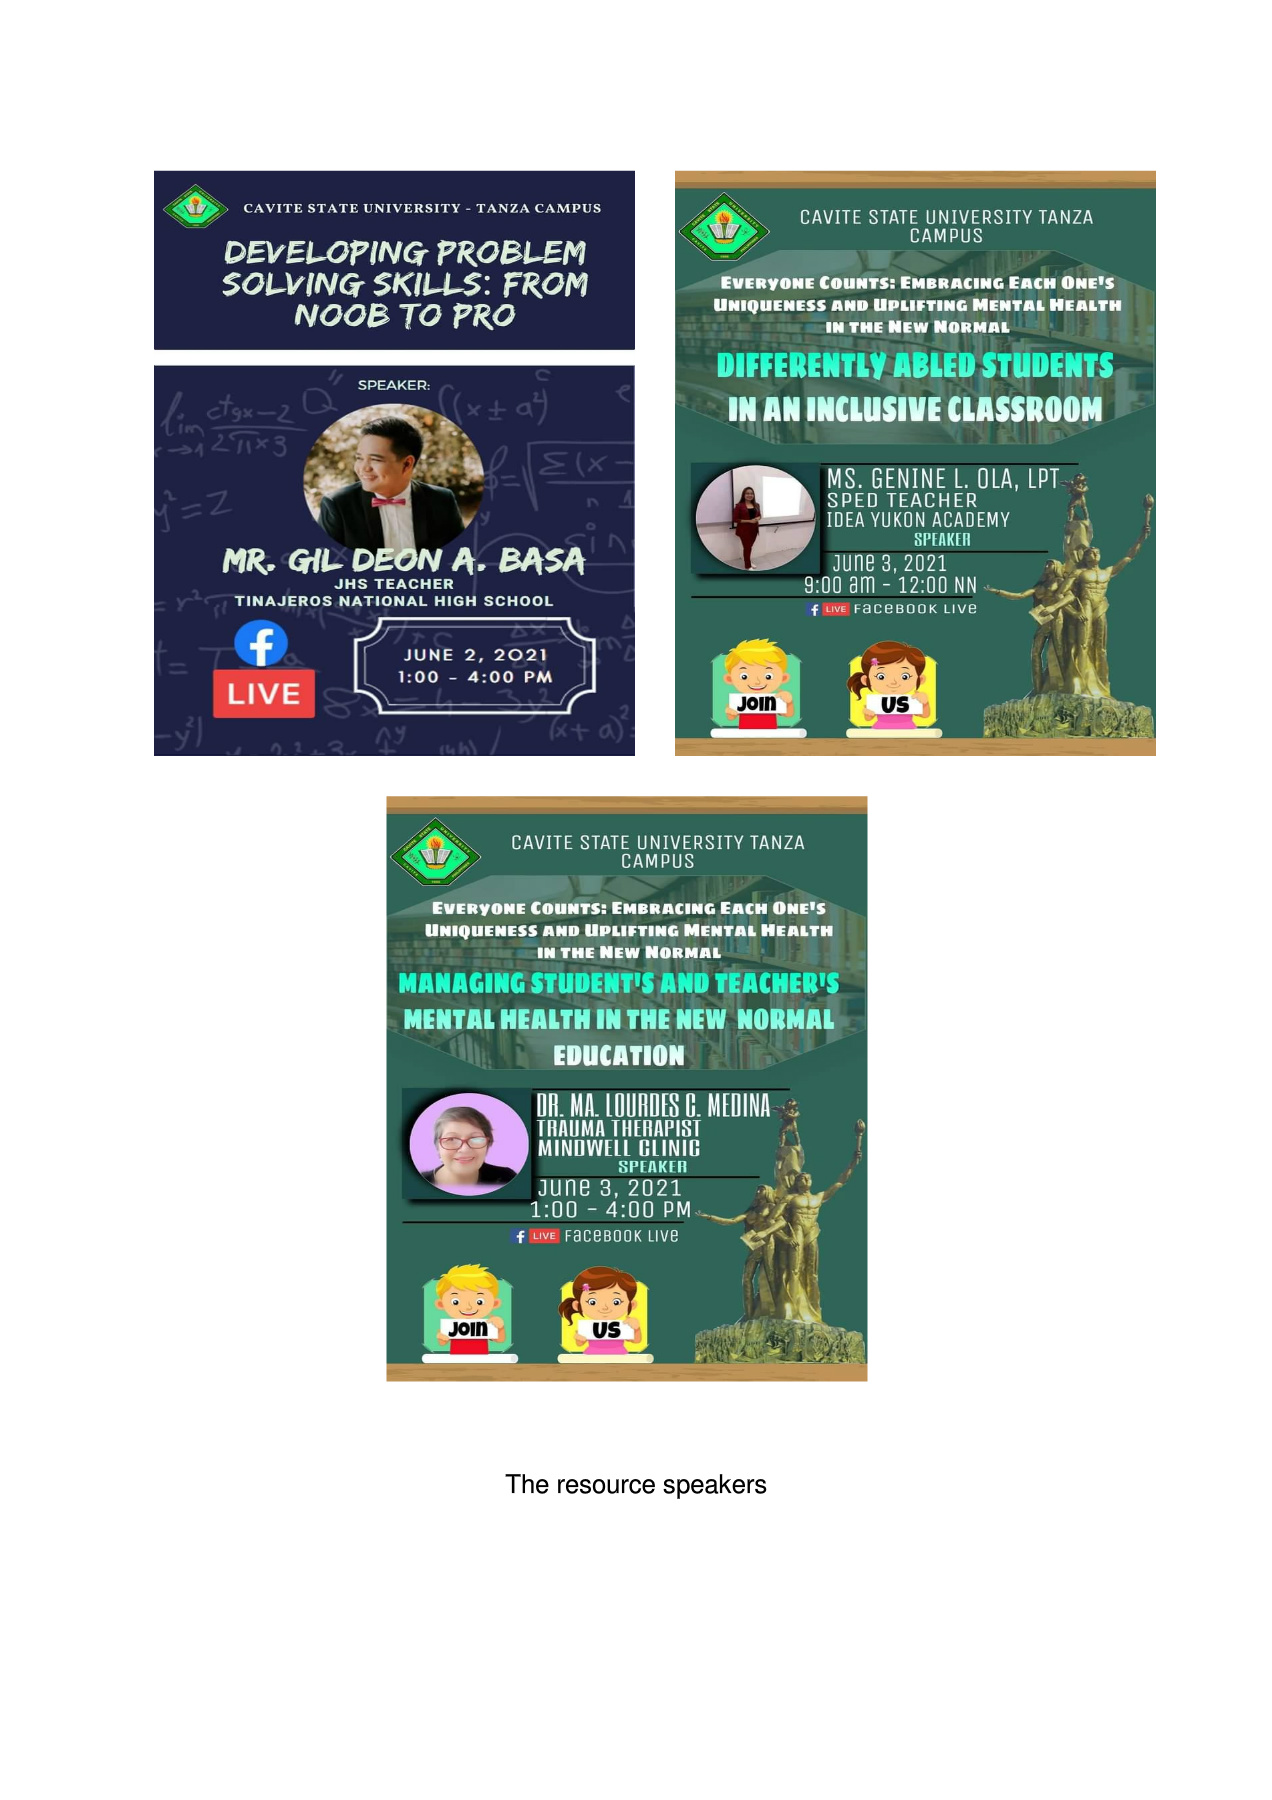 CAVITE STATE UNIVERSITY - TANZA CAMPUS
DEVELOPING PROBLEM
SOLVING SKILLS: FROM
NOOB TO PRO
SPEAKER:
MR. GIL DEON A. BASA
JHS TEACHER
TINAJEROS NATIONAL HIGH SCHOOL
LIVE
JUNE 2, 2021
1:00 - 4:00 PM
CAVITE STATE UNIVERSITY TANZA
CAMPUS
EVERYONE COUNTS: EMBRACING EACH ONE'S
UNIQUENESS AND UPLIFTING MENTAL HEALTH
IN THE NEW NORMAL
DIFFERENTLY ABLED STUDENTS
IN AN INCLUSIVE CLASSROOM
MS. GENINE L. OLA, LPT
SPED TEACHER
IDEA YUKON ACADEMY
SPEAKER
June 3, 2021
9:00 am - 12:00 NN
LIVE FACEBOOK LIVE
JOIN US
CAVITE STATE UNIVERSITY TANZA
CAMPUS
EVERYONE COUNTS: EMBRACING EACH ONE'S
UNIQUENESS AND UPLIFTING MENTAL HEALTH
IN THE NEW NORMAL
MANAGING STUDENT'S AND TEACHER'S
MENTAL HEALTH IN THE NEW NORMAL
EDUCATION
DR. MA. LOURDES C. MEDINA
TRAUMA THERAPIST
MINDWELL CLINIC
SPEAKER
June 3, 2021
1:00 - 4:00 PM
LIVE FACEBOOK LIVE
JOIN US
The resource speakers